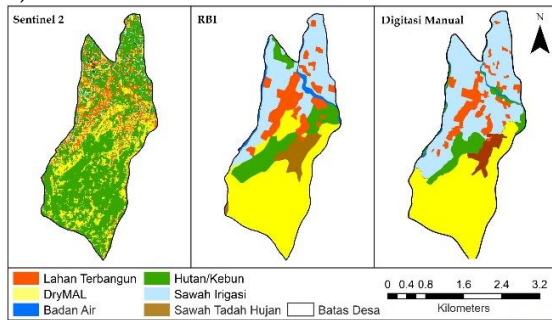 Sentinel 2
RBI
Digitasi Manual
N
Lahan Terbangun
Hutan/Kebun
DryMAL
Sawah Irigasi
Badan Air
Sawah Tadah Hujan
Batas Desa
0 0.4 0.8 1.6 2.4 3.2
Kilometers